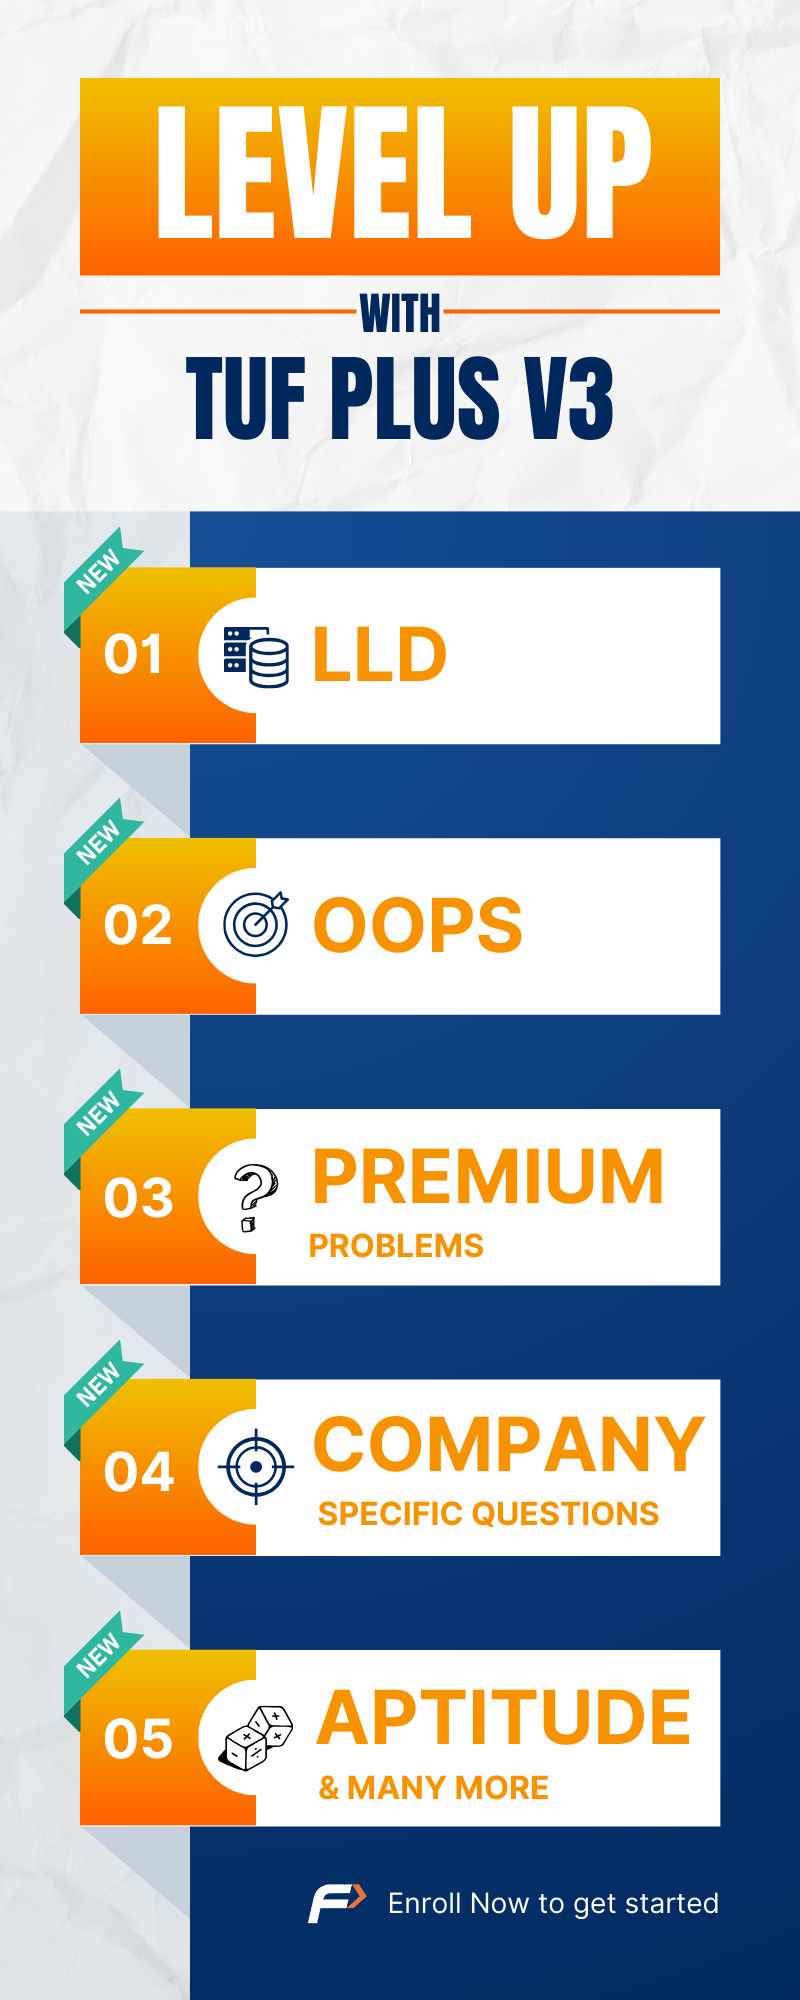 LEVEL UP
WITH
TUF PLUS V3
NEW
01
LLD
NEW
02
OOPS
NEW
03
PREMIUM
PROBLEMS
NEW
04
COMPANY
SPECIFIC QUESTIONS
NEW
05
APTITUDE
& MANY MORE
Enroll Now to get started